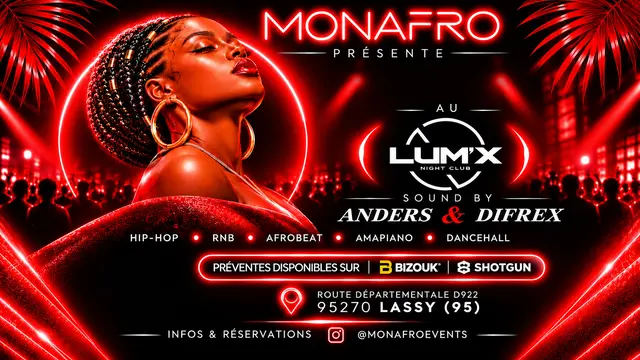 MONAFRO
PRÉSENTE
AU
LUM'X
NIGHT CLUB
SOUND BY
ANDERS & DIFREX
HIP-HOP • RNB • AFROBEAT • AMAPIANO • DANCEHALL
PRÉVENTES DISPONIBLES SUR | BIZOUK | SHOTGUN
ROUTE DÉPARTEMENTALE D922
95270 LASSY (95)
INFOS & RÉSERVATIONS @MONAFROEVENTS